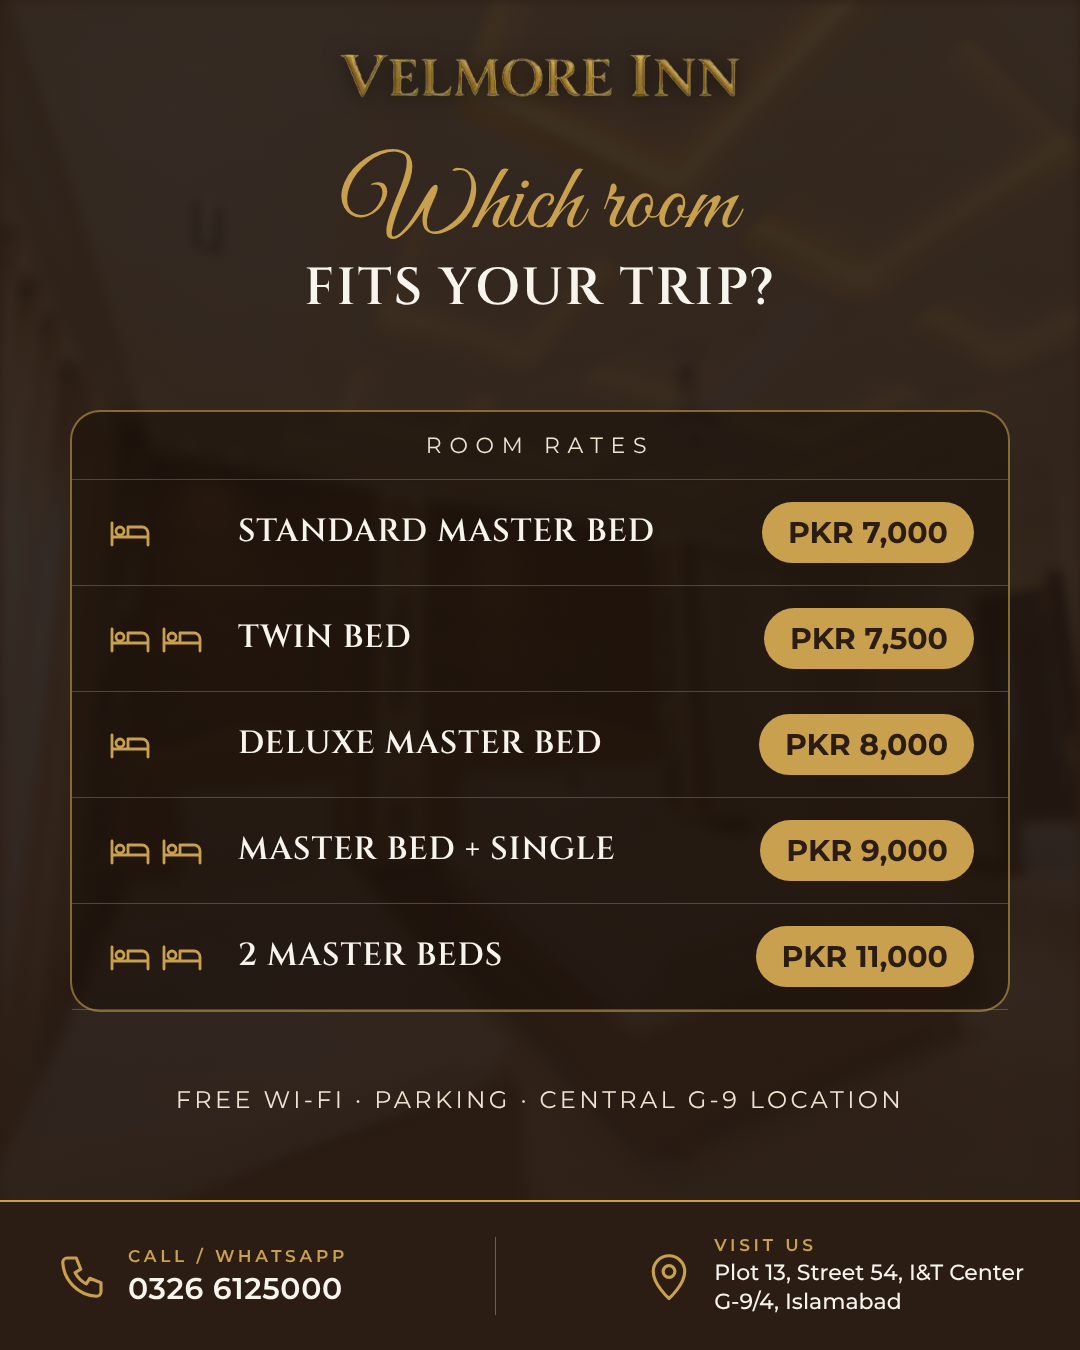 VELMORE INN
Which room
FITS YOUR TRIP?
ROOM RATES
STANDARD MASTER BED PKR 7,000
TWIN BED PKR 7,500
DELUXE MASTER BED PKR 8,000
MASTER BED + SINGLE PKR 9,000
2 MASTER BEDS PKR 11,000
FREE WI-FI · PARKING · CENTRAL G-9 LOCATION
CALL / WHATSAPP
0326 6125000
VISIT US
Plot 13, Street 54, I&T Center
G-9/4, Islamabad